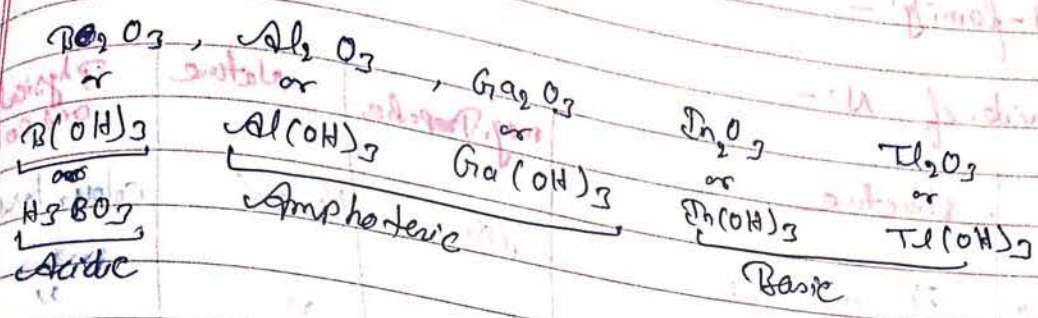 B₂O₃ , Al₂O₃ , Ga₂O₃ In₂O₃ Tl₂O₃
or or or or or
B(OH)₃ Al(OH)₃ Ga(OH)₃ In(OH)₃ Tl(OH)₃
or
H₃BO₃
Acidic Amphoteric Basic